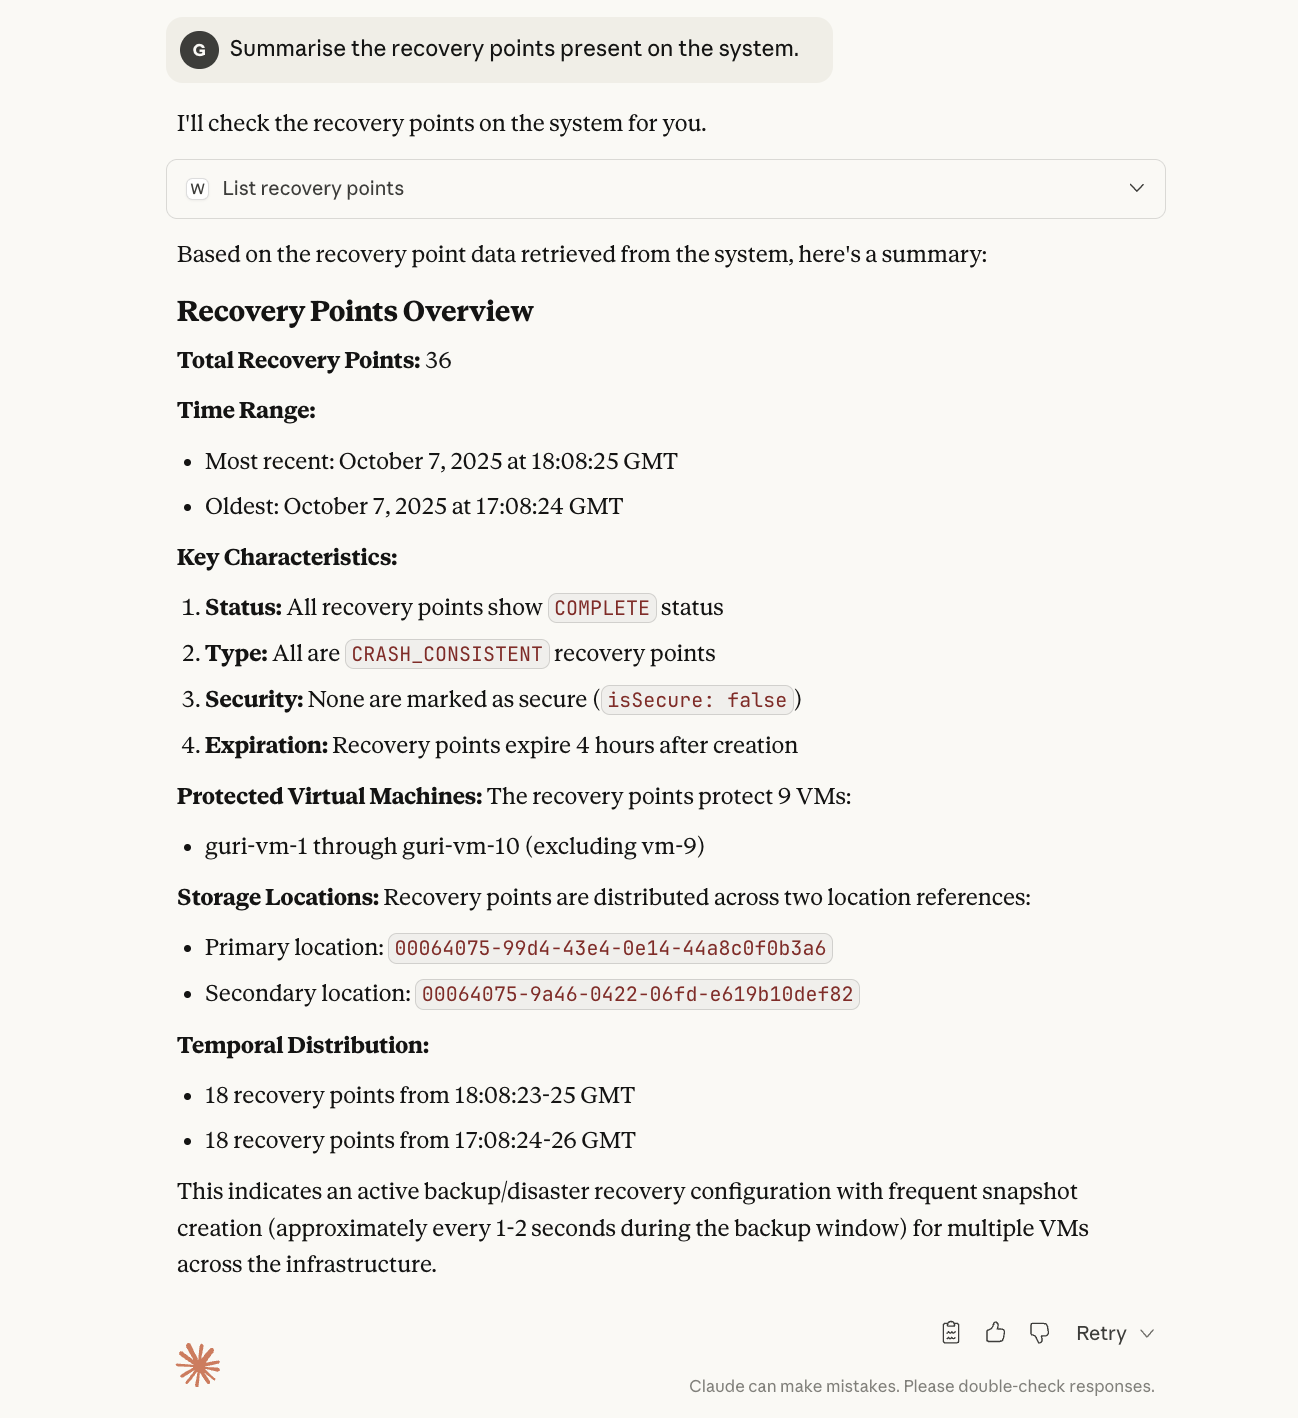 G Summarise the recovery points present on the system.
I'll check the recovery points on the system for you.
W List recovery points
Based on the recovery point data retrieved from the system, here's a summary:
Recovery Points Overview
Total Recovery Points: 36
Time Range:
• Most recent: October 7, 2025 at 18:08:25 GMT
• Oldest: October 7, 2025 at 17:08:24 GMT
Key Characteristics:
1. Status: All recovery points show COMPLETE status
2. Type: All are CRASH_CONSISTENT recovery points
3. Security: None are marked as secure (isSecure: false)
4. Expiration: Recovery points expire 4 hours after creation
Protected Virtual Machines: The recovery points protect 9 VMs:
• guri-vm-1 through guri-vm-10 (excluding vm-9)
Storage Locations: Recovery points are distributed across two location references:
• Primary location: 00064075-99d4-43e4-0e14-44a8c0f0b3a6
• Secondary location: 00064075-9a46-0422-06fd-e619b10def82
Temporal Distribution:
• 18 recovery points from 18:08:23-25 GMT
• 18 recovery points from 17:08:24-26 GMT
This indicates an active backup/disaster recovery configuration with frequent snapshot
creation (approximately every 1-2 seconds during the backup window) for multiple VMs
across the infrastructure.
Retry
Claude can make mistakes. Please double-check responses.